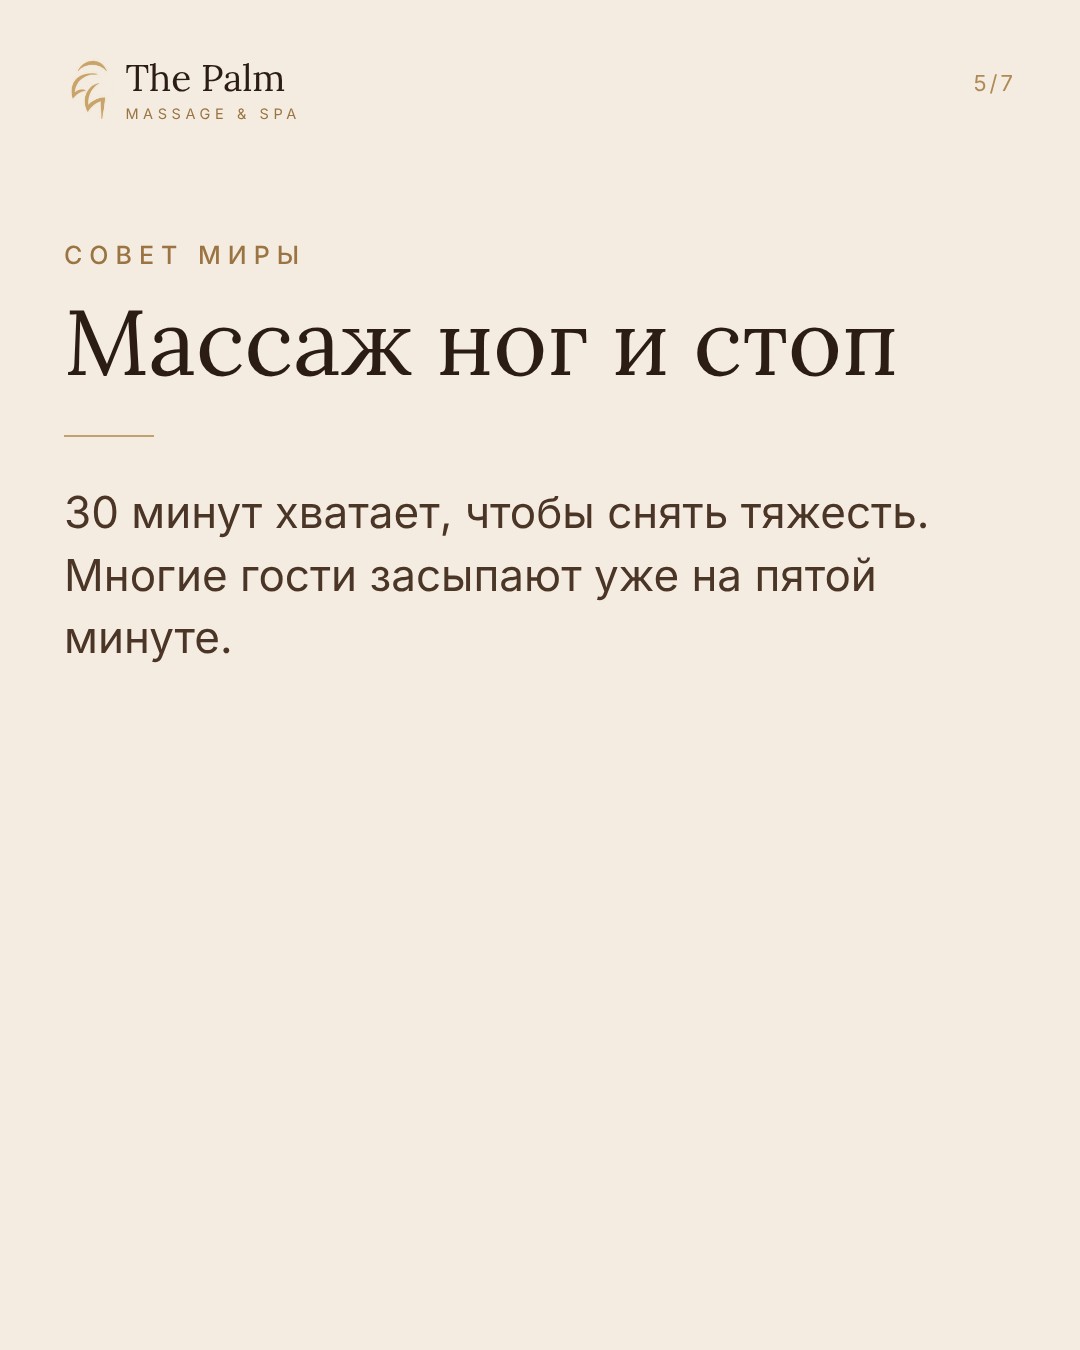 The Palm
MASSAGE & SPA
5/7
СОВЕТ МИРЫ
Массаж ног и стоп
30 минут хватает, чтобы снять тяжесть.
Многие гости засыпают уже на пятой
минуте.